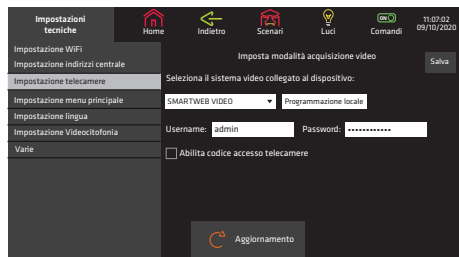 Impostazioni
tecniche
Home
Indietro
Scenari
Luci
ON
Comandi
11:07:02
09/10/2020
Impostazione WiFi
Impostazione indirizzi centrale
Impostazione telecamere
Impostazione menu principale
Impostazione lingua
Impostazione Videocitofonia
Varie
Imposta modalità acquisizione video
Salva
Seleziona il sistema video collegato al dispositivo:
SMARTWEB VIDEO
Programmazione locale
Username: admin Password: ••••••••••••
Abilita codice accesso telecamere
Aggiornamento